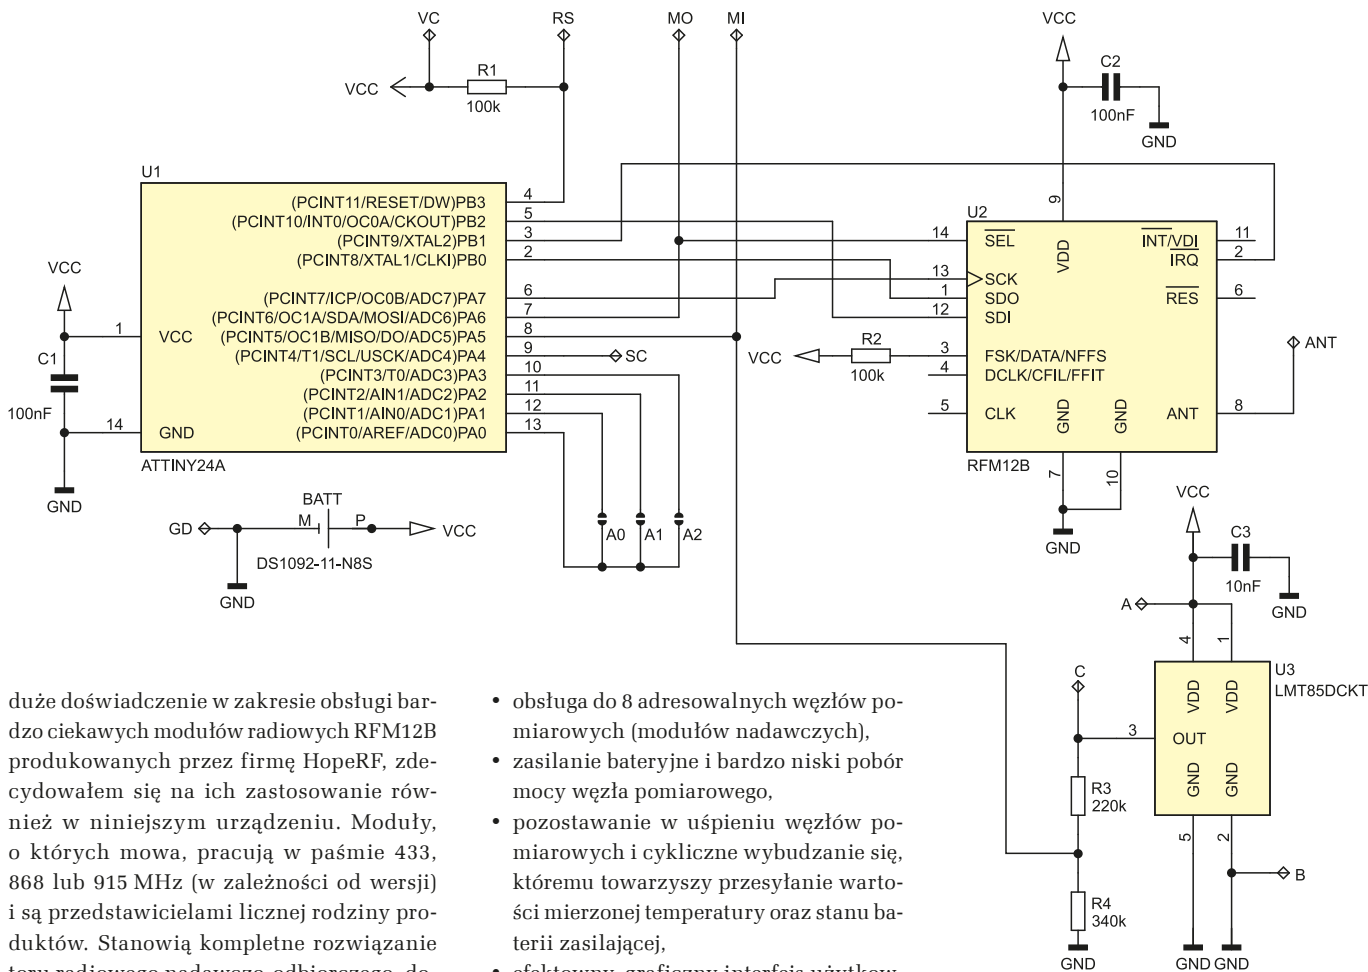 VC RS MO MI VCC
VCC R1 100k
C2 100nF GND
U1
(PCINT11/RESET/DW)PB3 4
(PCINT10/INT0/OC0A/CKOUT)PB2 5
(PCINT9/XTAL2)PB1 3
(PCINT8/XTAL1/CLKI)PB0 2
(PCINT7/ICP/OC0B/ADC7)PA7 6
(PCINT6/OC1A/SDA/MOSI/ADC6)PA6 7
(PCINT5/OC1B/MISO/DO/ADC5)PA5 8
(PCINT4/T1/SCL/USCK/ADC4)PA4 9 SC
(PCINT3/T0/ADC3)PA3 10
(PCINT2/AIN1/ADC2)PA2 11
(PCINT1/AIN0/ADC1)PA1 12
(PCINT0/AREF/ADC0)PA0 13
VCC
1 VCC
C1
100nF
14 GND
GND
ATTINY24A
U2
9 VDD
14 SEL INT/VDI 11
IRQ 2
13 SCK
1 SDO RES 6
12 SDI
VCC R2 100k
3 FSK/DATA/NFFS
4 DCLK/CFIL/FFIT
5 CLK GND GND ANT 8
ANT
RFM12B
7 10
GND
BATT
GD M P VCC
DS1092-11-N8S
GND
A0 A1 A2
VCC
C3
10nF
GND
A
4 1
U3
LMT85DCKT
VDD VDD
C
3 OUT
GND GND
R3
220k
5 2
B
R4
340k
GND GND GND
duże doświadczenie w zakresie obsługi bar-
dzo ciekawych modułów radiowych RFM12B
produkowanych przez firmę HopeRF, zde-
cydowałem się na ich zastosowanie rów-
nież w niniejszym urządzeniu. Moduły,
o których mowa, pracują w paśmie 433,
868 lub 915 MHz (w zależności od wersji)
i są przedstawicielami licznej rodziny pro-
duktów. Stanowią kompletne rozwiązanie
toru radiowego nadawczo-odbiorczego, do-
• obsługa do 8 adresowalnych węzłów po-
miarowych (modułów nadawczych),
• zasilanie bateryjne i bardzo niski pobór
mocy węzła pomiarowego,
• pozostawanie w uśpieniu węzłów po-
miarowych i cykliczne wybudzanie się,
któremu towarzyszy przesyłanie warto-
ści mierzonej temperatury oraz stanu ba-
terii zasilającej,
• efektowny, graficzny interfejs użytkow-